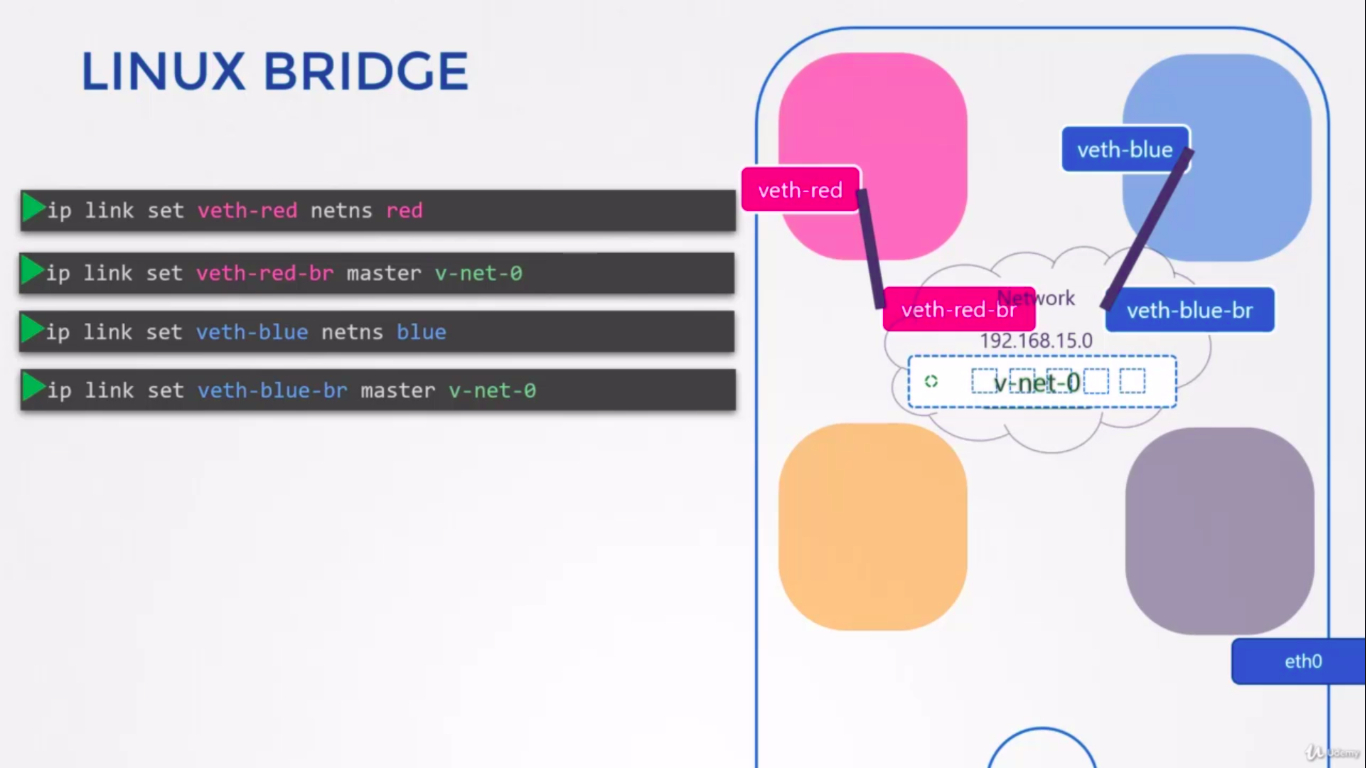 LINUX BRIDGE
ip link set veth-red netns red
ip link set veth-red-br master v-net-0
ip link set veth-blue netns blue
ip link set veth-blue-br master v-net-0
veth-red
veth-blue
Network
veth-red-br
veth-blue-br
192.168.15.0
v-net-0
eth0
Udemy